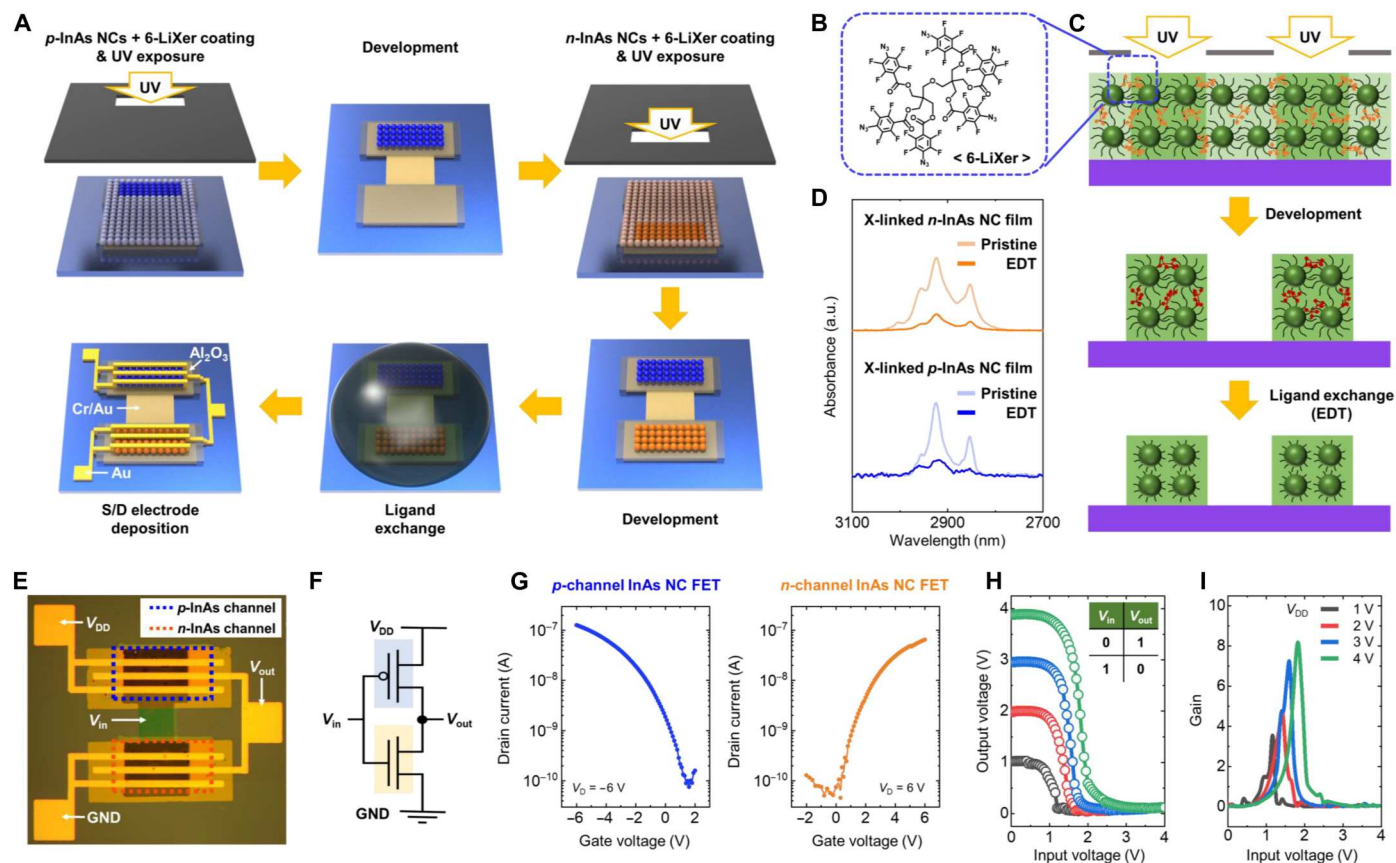 A
p-InAs NCs + 6-LiXer coating
& UV exposure
UV
Development
n-InAs NCs + 6-LiXer coating
& UV exposure
UV
Al2O3
Cr/Au
Au
S/D electrode
deposition
Ligand
exchange
Development
B
N3
F
O
< 6-LiXer >
C
UV
UV
Development
Ligand exchange
(EDT)
D
X-linked n-InAs NC film
Pristine
EDT
X-linked p-InAs NC film
Pristine
EDT
Absorbance (a.u.)
3100
2900
2700
Wavelength (nm)
E
p-InAs channel
n-InAs channel
VDD
Vout
Vin
GND
F
VDD
Vin
Vout
GND
G
p-channel InAs NC FET
Drain current (A)
10−7
10−8
10−9
10−10
VD = −6 V
−6 −4 −2 0 2
Gate voltage (V)
n-channel InAs NC FET
Drain current (A)
10−7
10−8
10−9
10−10
VD = 6 V
−2 0 2 4 6
Gate voltage (V)
H
Output voltage (V)
4
3
2
1
0
Vin Vout
0 1
1 0
0 1 2 3 4
Input voltage (V)
I
Gain
10
8
6
4
2
0
VDD
1 V
2 V
3 V
4 V
0 1 2 3 4
Input voltage (V)